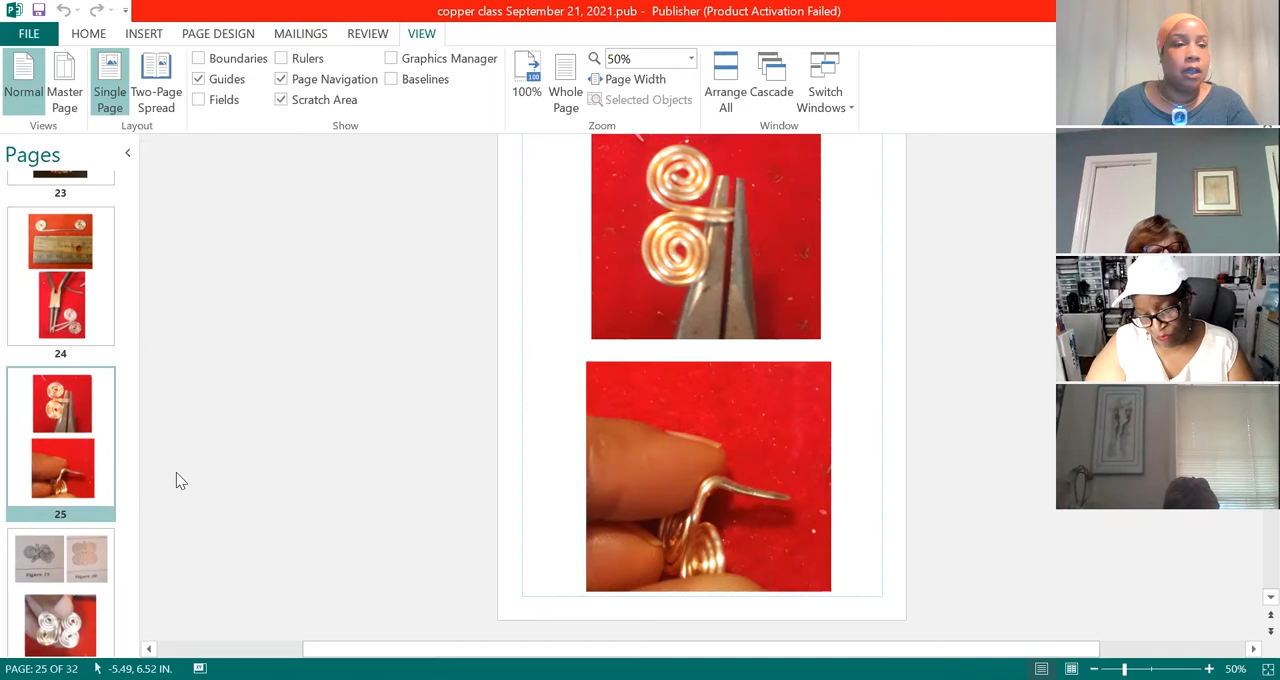 copper class September 21, 2021.pub - Publisher (Product Activation Failed)
FILE HOME INSERT PAGE DESIGN MAILINGS REVIEW VIEW
Normal
Master Page
Single Page
Two-Page Spread
Boundaries
Guides
Fields
Rulers
Page Navigation
Scratch Area
Graphics Manager
Baselines
100%
100
Whole Page
50%
Page Width
Selected Objects
Arrange All
Cascade
Switch Windows
Views
Layout
Show
Zoom
Window
Pages
23
24
25
PAGE: 25 OF 32
-5.49, 6.52 IN.
50%